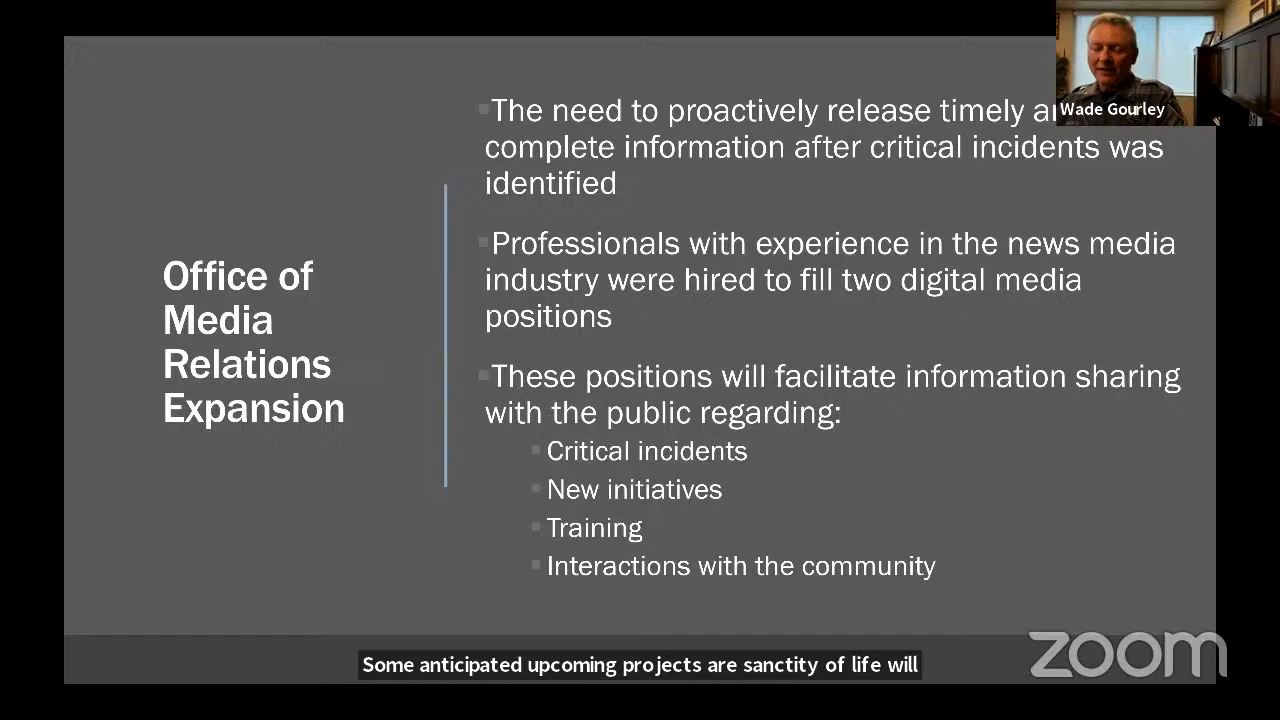 Wade Gourley
Office of
Media
Relations
Expansion
The need to proactively release timely
complete information after critical incidents was
identified
Professionals with experience in the news media
industry were hired to fill two digital media
positions
These positions will facilitate information sharing
with the public regarding:
Critical incidents
New initiatives
Training
Interactions with the community
Some anticipated upcoming projects are sanctity of life will
zoom